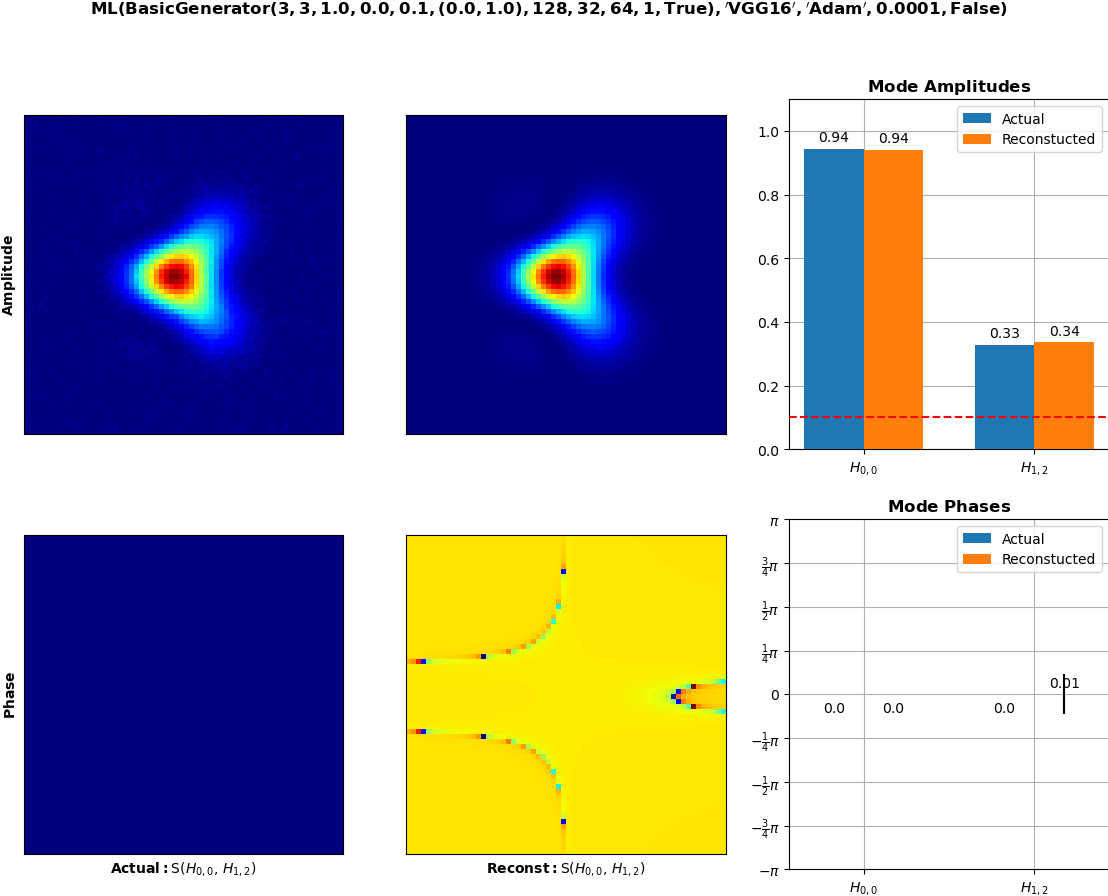 ML(BasicGenerator(3, 3, 1.0, 0.0, 0.1, (0.0, 1.0), 128, 32, 64, 1, True), ′VGG16′, ′Adam′, 0.0001, False)
Amplitude
Mode Amplitudes
Actual
Reconstucted
1.0
0.8
0.6
0.4
0.2
0.0
0.94
0.94
0.33
0.34
H0,0
H1,2
Phase
Actual: S(H0,0, H1,2)
Reconst: S(H0,0, H1,2)
Mode Phases
Actual
Reconstucted
π
3/4π
1/2π
1/4π
0
−1/4π
−1/2π
−3/4π
−π
0.0
0.0
0.0
0.01
H0,0
H1,2